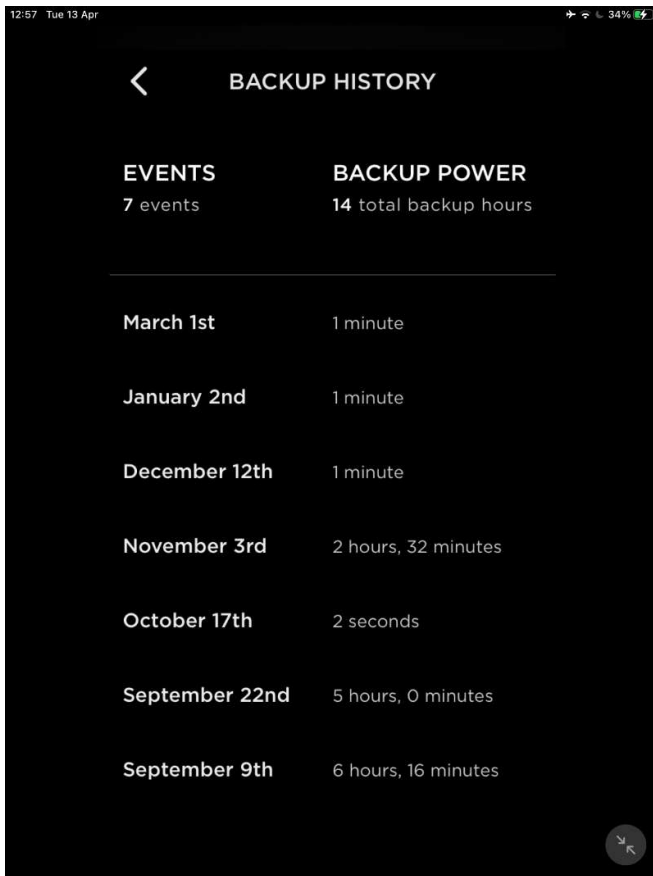 12:57 Tue 13 Apr 34%
BACKUP HISTORY
EVENTS BACKUP POWER
7 events 14 total backup hours
March 1st 1 minute
January 2nd 1 minute
December 12th 1 minute
November 3rd 2 hours, 32 minutes
October 17th 2 seconds
September 22nd 5 hours, 0 minutes
September 9th 6 hours, 16 minutes